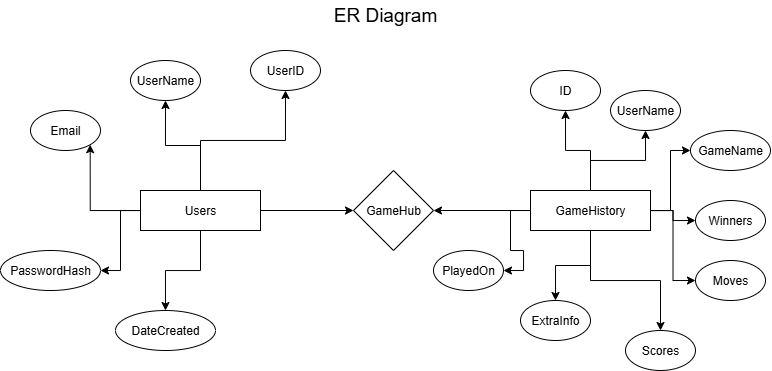 ER Diagram
UserID
UserName
ID
UserName
Email
GameName
Users
GameHub
GameHistory
Winners
PasswordHash
PlayedOn
Moves
ExtraInfo
DateCreated
Scores